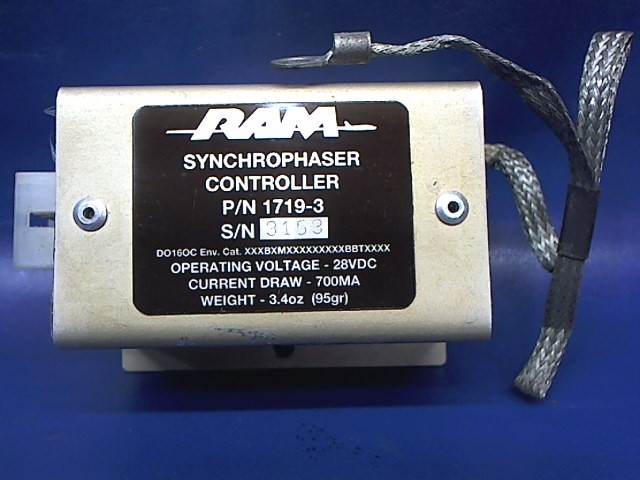 RAM
SYNCHROPHASER
CONTROLLER
P/N 1719-3
S/N 3153
DO160C Env. Cat. XXXBXMXXXXXXXXXBBTXXXX
OPERATING VOLTAGE - 28VDC
CURRENT DRAW - 700MA
WEIGHT - 3.4oz (95gr)